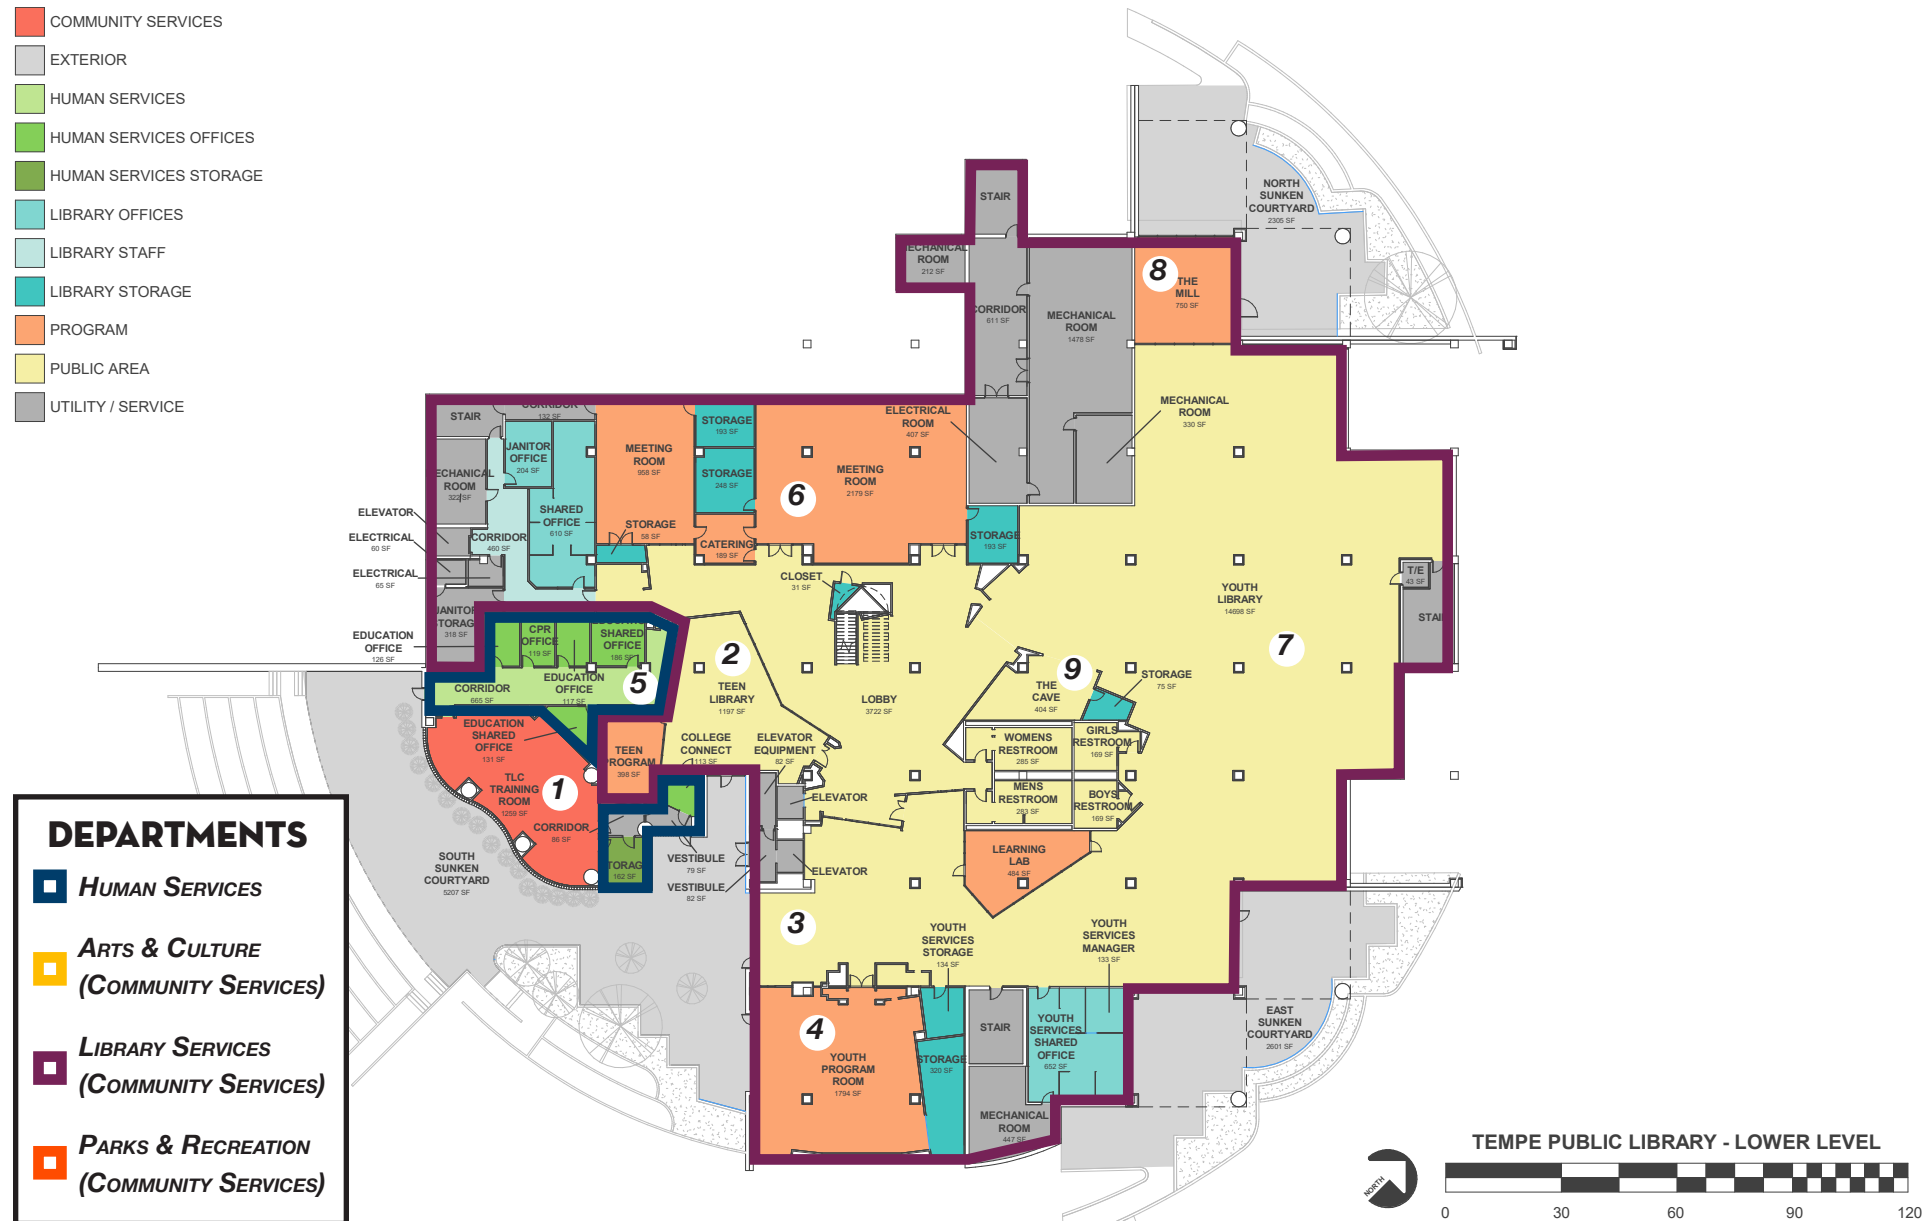 COMMUNITY SERVICES
EXTERIOR
HUMAN SERVICES
HUMAN SERVICES OFFICES
HUMAN SERVICES STORAGE
LIBRARY OFFICES
LIBRARY STAFF
LIBRARY STORAGE
PROGRAM
PUBLIC AREA
UTILITY / SERVICE
NORTH
SUNKEN
COURTYARD
2305 SF
STAIR
MECHANICAL
ROOM
212 SF
CORRIDOR
611 SF
MECHANICAL
ROOM
1478 SF
8
THE
MILL
750 SF
MECHANICAL
ROOM
330 SF
ELECTRICAL
ROOM
407 SF
STAIR
CORRIDOR
132 SF
JANITOR
OFFICE
204 SF
MECHANICAL
ROOM
322 SF
SHARED
OFFICE
610 SF
MEETING
ROOM
958 SF
STORAGE
193 SF
STORAGE
248 SF
MEETING
ROOM
2179 SF
6
ELEVATOR
ELECTRICAL
60 SF
ELECTRICAL
65 SF
CORRIDOR
460 SF
STORAGE
58 SF
CATERING
189 SF
STORAGE
193 SF
CLOSET
31 SF
JANITOR
STORAGE
318 SF
EDUCATION
OFFICE
126 SF
CPR
OFFICE
119 SF
SHARED
OFFICE
186 SF
EDUCATION
OFFICE
117 SF
5
CORRIDOR
665 SF
2
TEEN
LIBRARY
1197 SF
LOBBY
3722 SF
9
THE
CAVE
404 SF
STORAGE
75 SF
YOUTH
LIBRARY
14698 SF
7
T/E
43 SF
STAIR
EDUCATION
SHARED
OFFICE
131 SF
TLC
TRAINING
ROOM
1259 SF
1
TEEN
PROGRAM
398 SF
COLLEGE
CONNECT
113 SF
ELEVATOR
EQUIPMENT
82 SF
ELEVATOR
WOMENS
RESTROOM
285 SF
GIRLS
RESTROOM
169 SF
MENS
RESTROOM
283 SF
BOYS
RESTROOM
169 SF
CORRIDOR
86 SF
STORAGE
162 SF
VESTIBULE
79 SF
VESTIBULE
82 SF
ELEVATOR
LEARNING
LAB
484 SF
SOUTH
SUNKEN
COURTYARD
5207 SF
3
YOUTH
SERVICES
STORAGE
134 SF
YOUTH
SERVICES
MANAGER
133 SF
4
YOUTH
PROGRAM
ROOM
1794 SF
STORAGE
320 SF
STAIR
YOUTH
SERVICES
SHARED
OFFICE
652 SF
MECHANICAL
ROOM
447 SF
EAST
SUNKEN
COURTYARD
2601 SF
DEPARTMENTS
HUMAN SERVICES
ARTS & CULTURE
(COMMUNITY SERVICES)
LIBRARY SERVICES
(COMMUNITY SERVICES)
PARKS & RECREATION
(COMMUNITY SERVICES)
NORTH
TEMPE PUBLIC LIBRARY - LOWER LEVEL
0 30 60 90 120